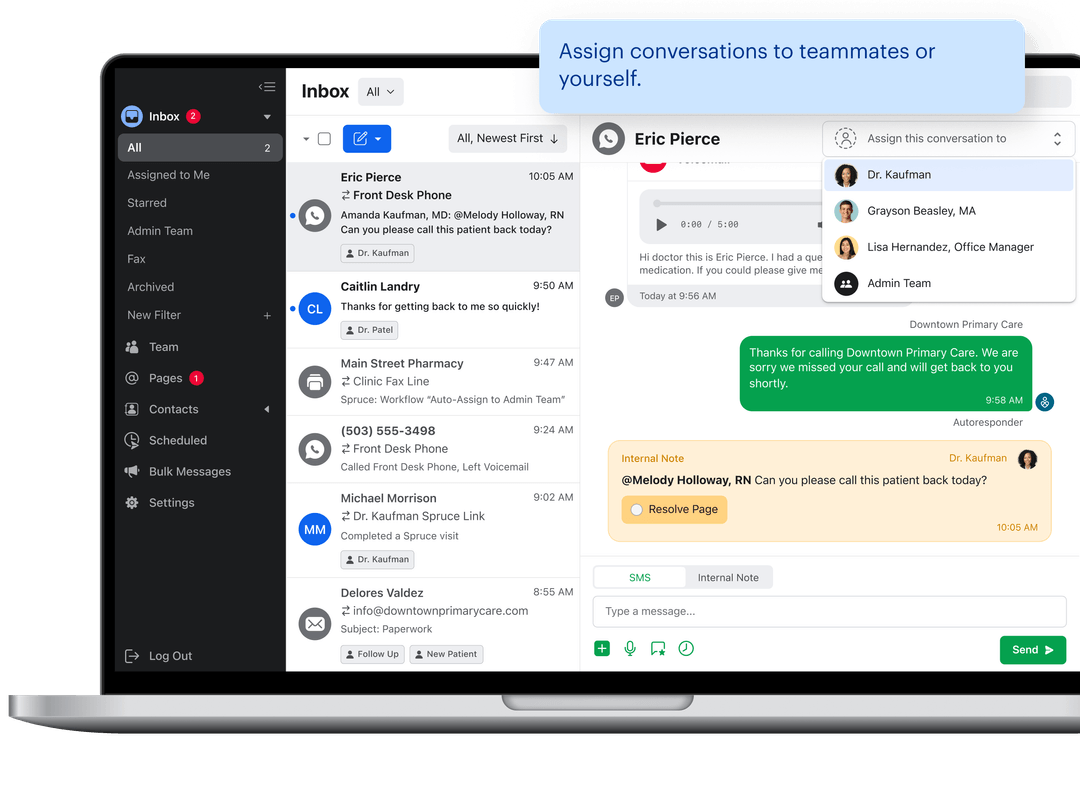 Assign conversations to teammates or
yourself.
Inbox 2
All 2
Assigned to Me
Starred
Admin Team
Fax
Archived
New Filter +
Team
@ Pages 1
Contacts
Scheduled
Bulk Messages
Settings
Log Out
Inbox All
All, Newest First ↓
Eric Pierce 10:05 AM
Front Desk Phone
Amanda Kaufman, MD: @Melody Holloway, RN
Can you please call this patient back today?
Dr. Kaufman
CL
Caitlin Landry 9:50 AM
Thanks for getting back to me so quickly!
Dr. Patel
Main Street Pharmacy 9:47 AM
Clinic Fax Line
Spruce: Workflow “Auto-Assign to Admin Team”
(503) 555-3498 9:24 AM
Front Desk Phone
Called Front Desk Phone, Left Voicemail
MM
Michael Morrison 9:02 AM
Dr. Kaufman Spruce Link
Completed a Spruce visit
Dr. Kaufman
Delores Valdez 8:55 AM
info@downtownprimarycare.com
Subject: Paperwork
Follow Up New Patient
Eric Pierce
Assign this conversation to
Dr. Kaufman
Grayson Beasley, MA
Lisa Hernandez, Office Manager
Admin Team
0:00 / 5:00
Hi doctor this is Eric Pierce. I had a que
medication. If you could please give me
EP
Today at 9:56 AM
Downtown Primary Care
Thanks for calling Downtown Primary Care. We are
sorry we missed your call and will get back to you
shortly.
9:58 AM
Autoresponder
Internal Note Dr. Kaufman
@Melody Holloway, RN Can you please call this patient back today?
Resolve Page
10:05 AM
SMS Internal Note
Type a message...
Send